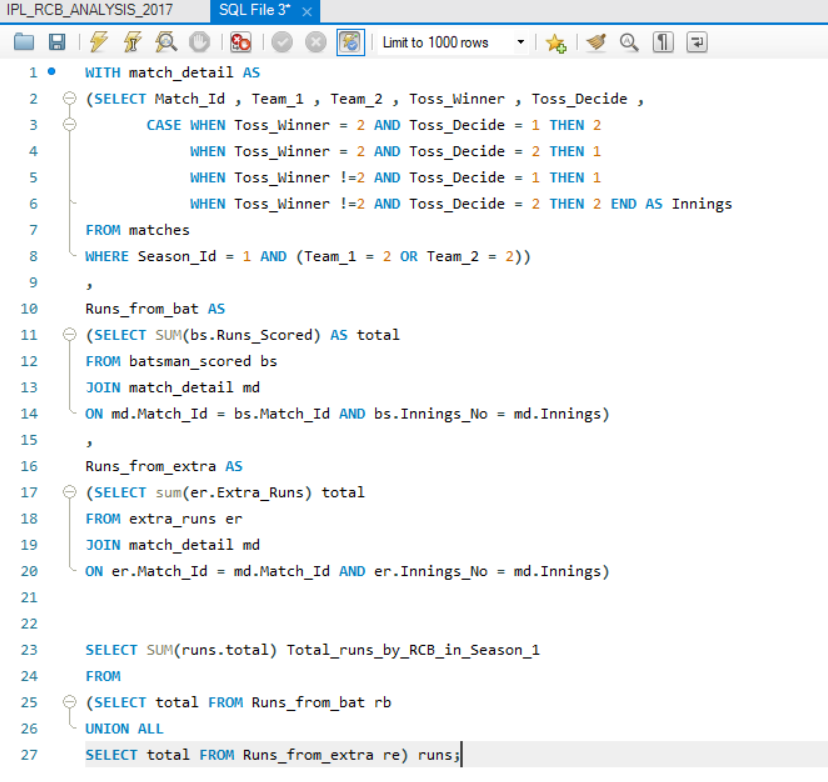 IPL_RCB_ANALYSIS_2017 SQL File 3* ×
Limit to 1000 rows
1 WITH match_detail AS
2 (SELECT Match_Id , Team_1 , Team_2 , Toss_Winner , Toss_Decide ,
3 CASE WHEN Toss_Winner = 2 AND Toss_Decide = 1 THEN 2
4 WHEN Toss_Winner = 2 AND Toss_Decide = 2 THEN 1
5 WHEN Toss_Winner !=2 AND Toss_Decide = 1 THEN 1
6 WHEN Toss_Winner !=2 AND Toss_Decide = 2 THEN 2 END AS Innings
7 FROM matches
8 WHERE Season_Id = 1 AND (Team_1 = 2 OR Team_2 = 2))
9 ,
10 Runs_from_bat AS
11 (SELECT SUM(bs.Runs_Scored) AS total
12 FROM batsman_scored bs
13 JOIN match_detail md
14 ON md.Match_Id = bs.Match_Id AND bs.Innings_No = md.Innings)
15 ,
16 Runs_from_extra AS
17 (SELECT sum(er.Extra_Runs) total
18 FROM extra_runs er
19 JOIN match_detail md
20 ON er.Match_Id = md.Match_Id AND er.Innings_No = md.Innings)
21
22
23 SELECT SUM(runs.total) Total_runs_by_RCB_in_Season_1
24 FROM
25 (SELECT total FROM Runs_from_bat rb
26 UNION ALL
27 SELECT total FROM Runs_from_extra re) runs;